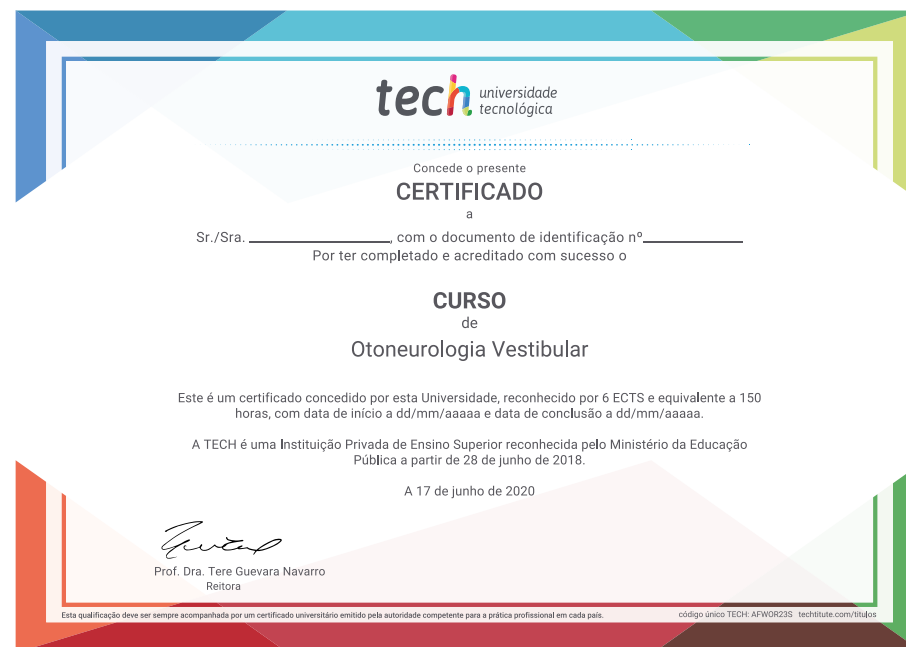 tech universidade
tecnológica
Concede o presente
CERTIFICADO
a
Sr./Sra. ____________________, com o documento de identificação nº______________
Por ter completado e acreditado com sucesso o
CURSO
de
Otoneurologia Vestibular
Este é um certificado concedido por esta Universidade, reconhecido por 6 ECTS e equivalente a 150
horas, com data de início a dd/mm/aaaaa e data de conclusão a dd/mm/aaaaa.
A TECH é uma Instituição Privada de Ensino Superior reconhecida pelo Ministério da Educação
Pública a partir de 28 de junho de 2018.
A 17 de junho de 2020
Prof. Dra. Tere Guevara Navarro
Reitora
Esta qualificação deve ser sempre acompanhada por um certificado universitário emitido pela autoridade competente para a prática profissional em cada país. código único TECH: AFWOR23S techtitute.com/titulos